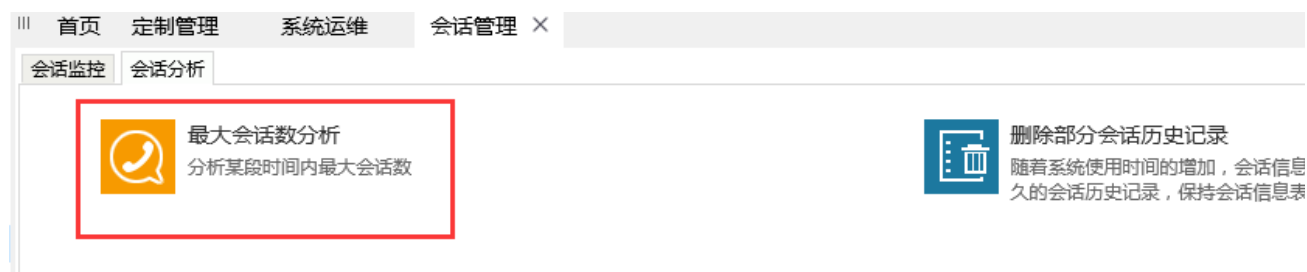 首页 定制管理 系统运维 会话管理 ×
会话监控 会话分析
最大会话数分析
分析某段时间内最大会话数
删除部分会话历史记录
随着系统使用时间的增加，会话信息
久的会话历史记录，保持会话信息表